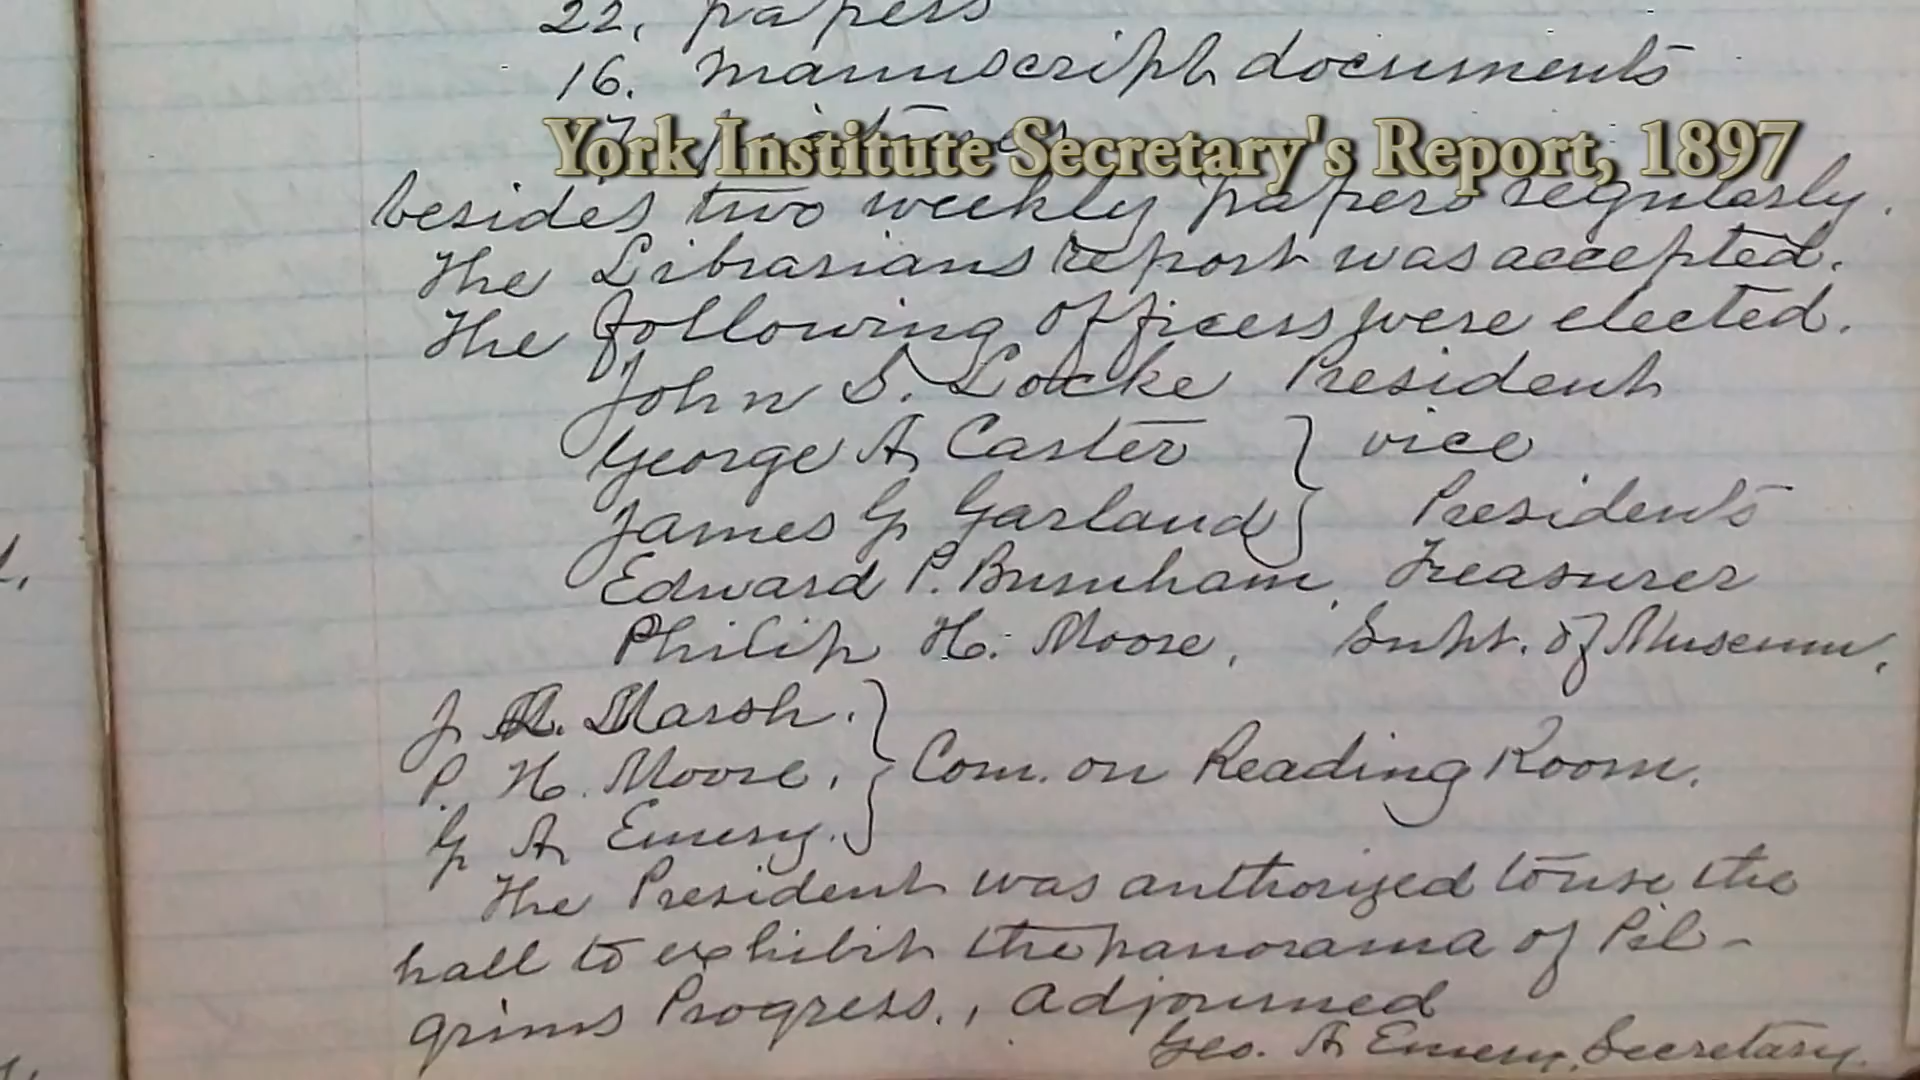 22. papers
16. manuscript documents
7 pictures
York Institute Secretary's Report, 1897
besides two weekly papers regularly.
The Librarians report was accepted.
The following officers were elected.
John S. Locke President
George A Carter } vice
James G Garland } Presidents
Edward P. Burnham, Treasurer
Philip H. Moore, Supt. of Museum.
J M. Marsh.
P. H. Moore, } Com. on Reading Room.
G A Emery.
The President was authorized to use the
hall to exhibit the panorama of Pil-
grims Progress., adjourned
Geo. A Emery, Secretary.